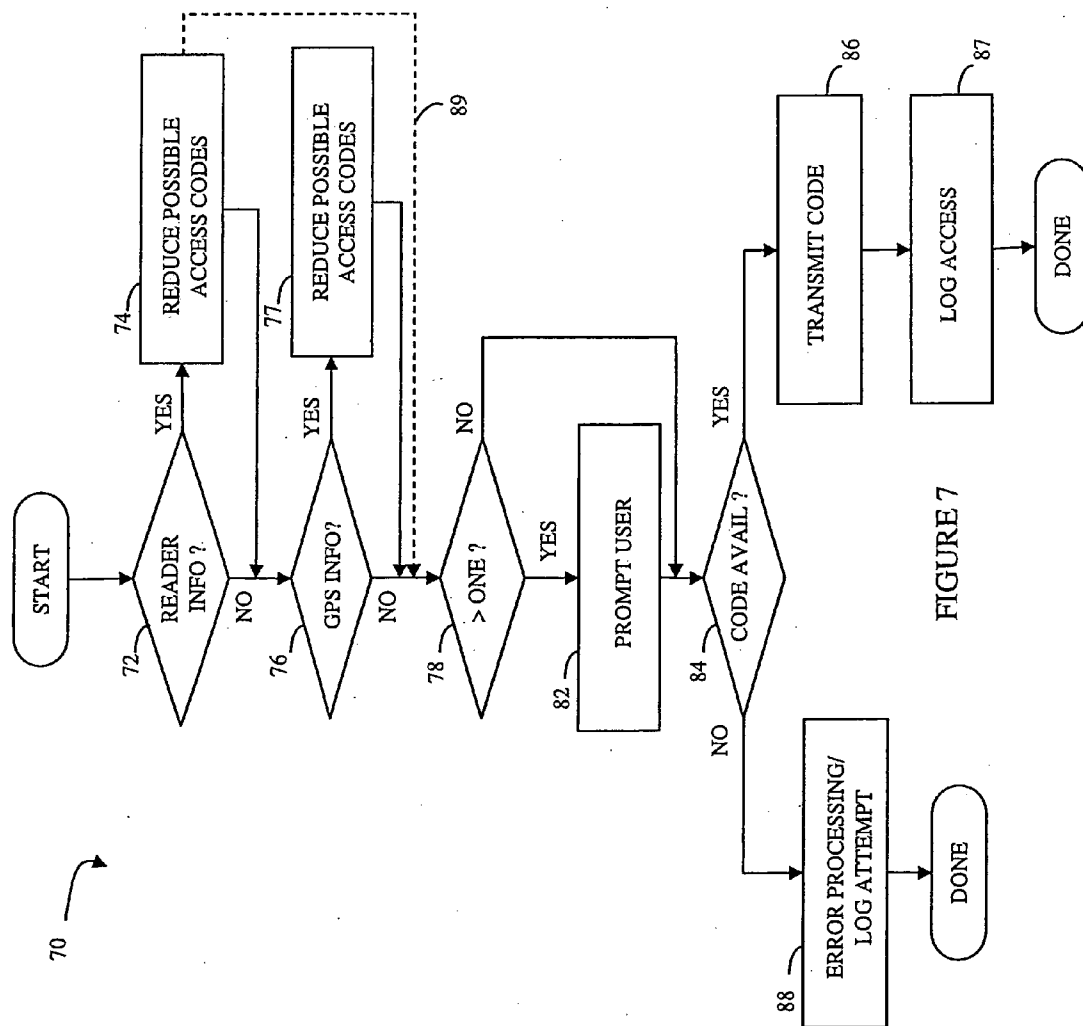 70
START
72
READER
INFO ?
YES
NO
74
REDUCE POSSIBLE
ACCESS CODES
76
GPS INFO?
YES
NO
77
REDUCE POSSIBLE
ACCESS CODES
89
78
> ONE ?
NO
YES
82
PROMPT USER
84
CODE AVAIL ?
NO
YES
86
TRANSMIT CODE
87
LOG ACCESS
DONE
88
ERROR PROCESSING/
LOG ATTEMPT
DONE
FIGURE 7